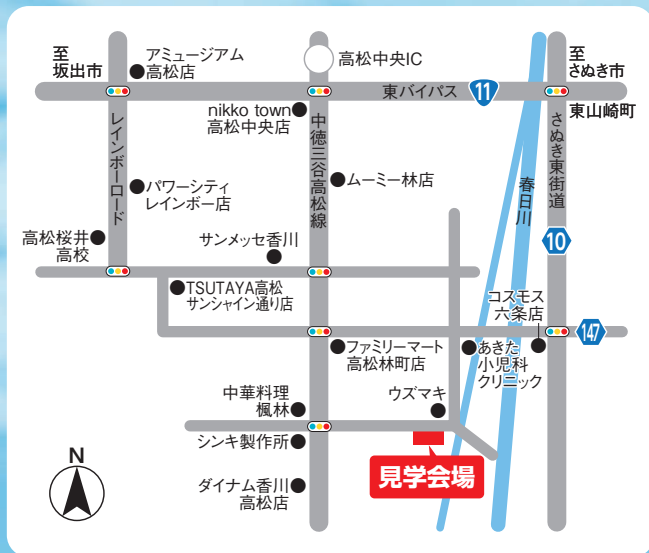 至
坂出市
アミュージアム
高松店
高松中央IC
至
さぬき市
東バイパス
11
東山崎町
nikko town
高松中央店
レインボーロード
中徳三谷高松線
さぬき東街道
春日川
パワーシティ
レインボー店
ムーミー林店
高松桜井
高校
サンメッセ香川
10
TSUTAYA高松
サンシャイン通り店
コスモス
六条店
147
ファミリーマート
高松林町店
あきた
小児科
クリニック
中華料理
楓林
ウズマキ
シンキ製作所
見学会場
ダイナム香川
高松店
N